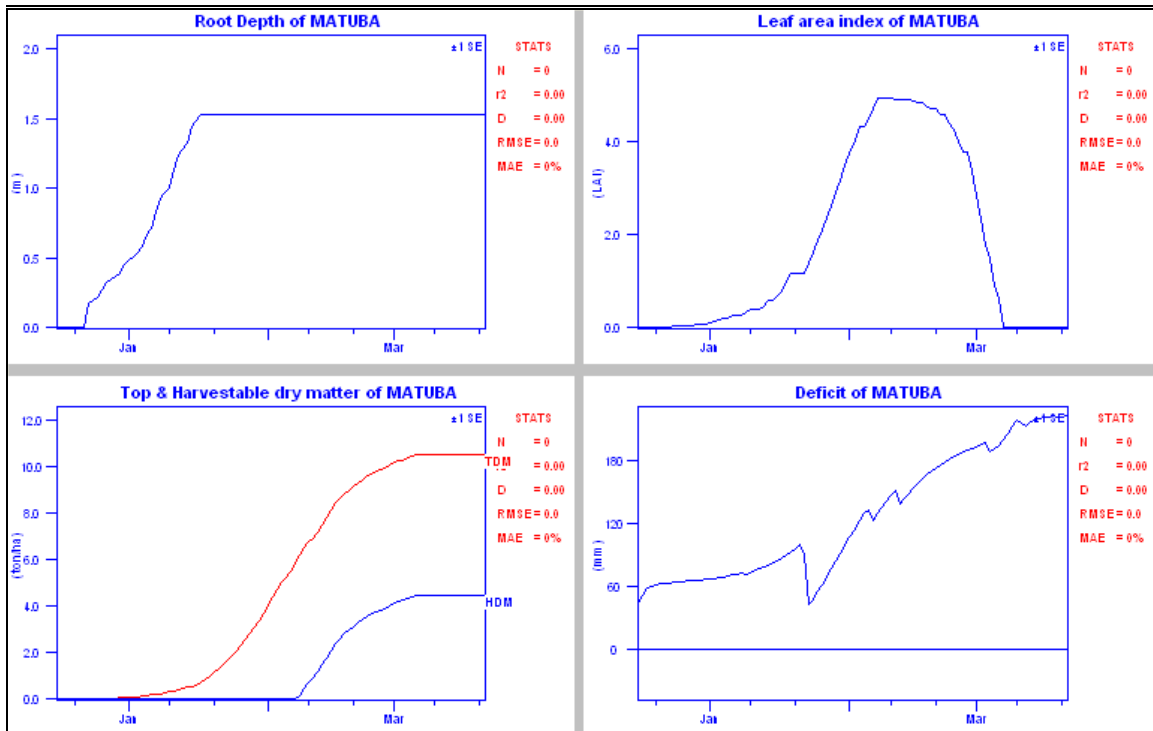 Root Depth of MATUBA
±1 SE
STATS
N = 0
r2 = 0.00
D = 0.00
RMSE = 0.0
MAE = 0%
2.0
1.5
1.0
0.5
0.0
(m)
Jan
Mar
Leaf area index of MATUBA
±1 SE
STATS
N = 0
r2 = 0.00
D = 0.00
RMSE = 0.0
MAE = 0%
6.0
4.0
2.0
0.0
(LAI)
Jan
Mar
Top & Harvestable dry matter of MATUBA
±1 SE
STATS
N = 0
= 0.00
D = 0.00
RMSE = 0.0
MAE = 0%
12.0
10.0
8.0
6.0
4.0
2.0
0.0
(ton/ha)
TDM
HDM
Jan
Mar
Deficit of MATUBA
±1 SE
STATS
N = 0
r2 = 0.00
D = 0.00
RMSE = 0.0
MAE = 0%
180
120
60
0
(mm)
Jan
Mar